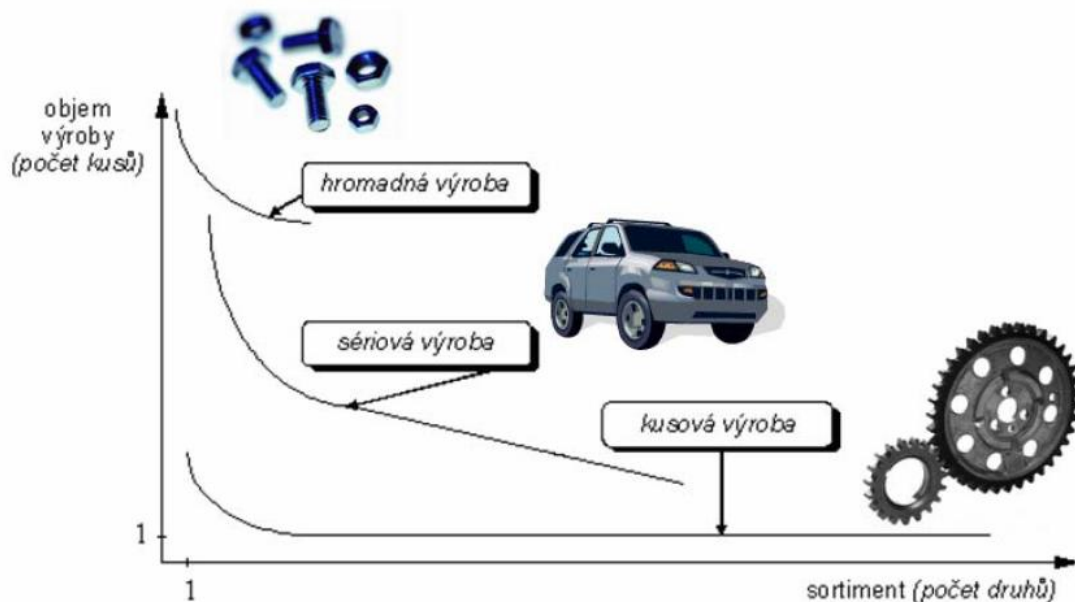 objem
výroby
(počet kusů)
hromadná výroba
sériová výroba
kusová výroba
1
1
sortiment (počet druhů)